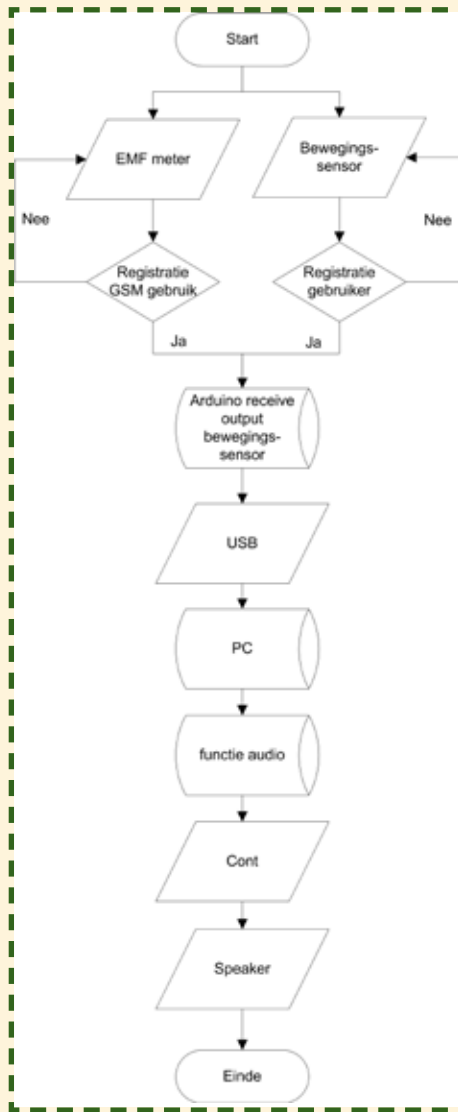 Start
EMF meter
Bewegings-
sensor
Nee
Nee
Registratie
GSM gebruik
Registratie
gebruiker
Ja
Ja
Arduino receive
output
bewegings-
sensor
USB
PC
functie audio
Cont
Speaker
Einde